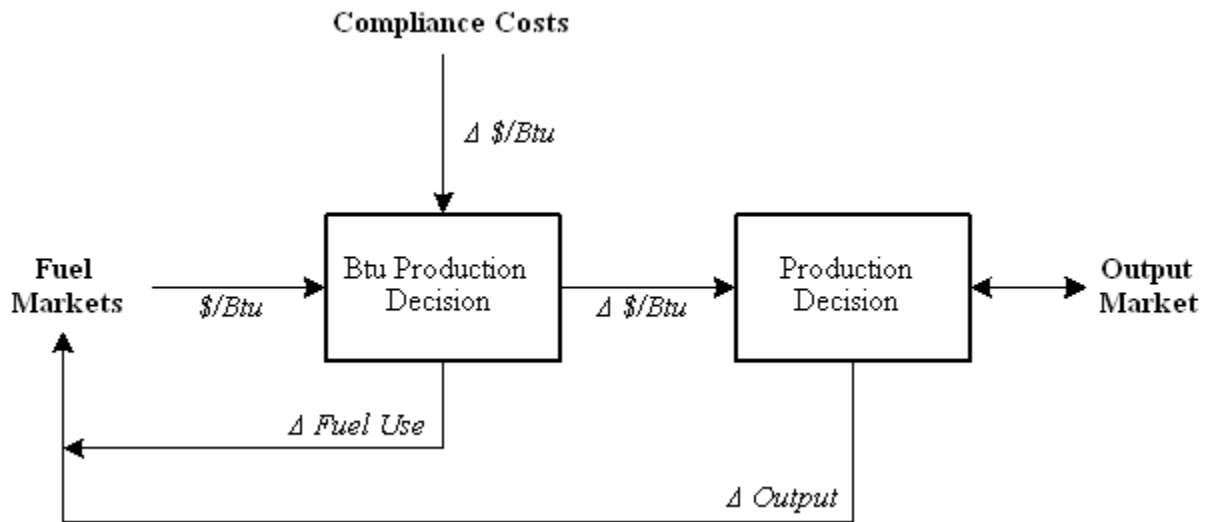 Compliance Costs
Δ $/Btu
Fuel
Markets
$/Btu
Btu Production
Decision
Δ $/Btu
Production
Decision
Output
Market
Δ Fuel Use
Δ Output